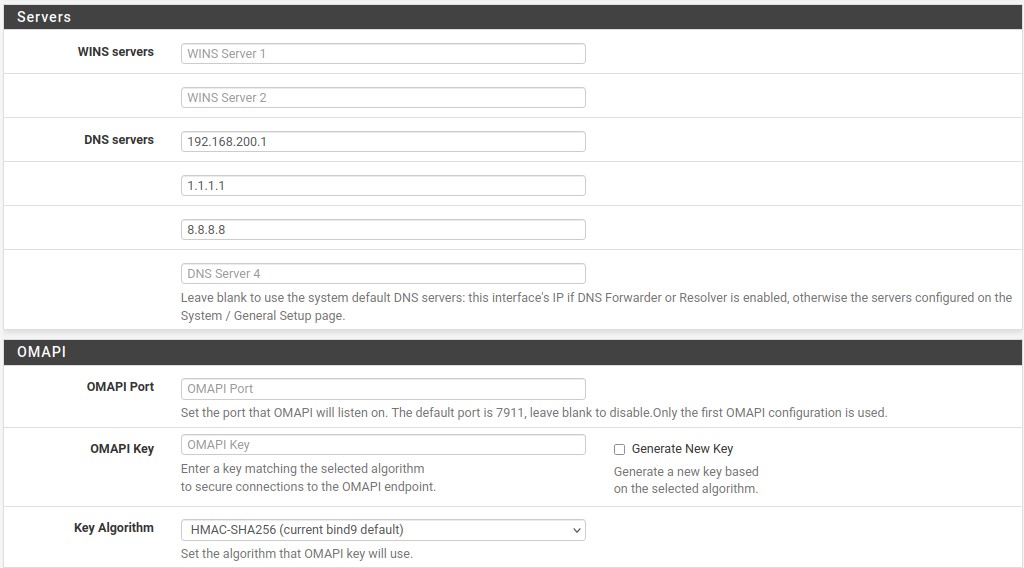 Servers
WINS servers
WINS Server 1
WINS Server 2
DNS servers
192.168.200.1
1.1.1.1
8.8.8.8
DNS Server 4
Leave blank to use the system default DNS servers: this interface's IP if DNS Forwarder or Resolver is enabled, otherwise the servers configured on the
System / General Setup page.
OMAPI
OMAPI Port
OMAPI Port
Set the port that OMAPI will listen on. The default port is 7911, leave blank to disable.Only the first OMAPI configuration is used.
OMAPI Key
OMAPI Key
Enter a key matching the selected algorithm
to secure connections to the OMAPI endpoint.
Generate New Key
Generate a new key based
on the selected algorithm.
Key Algorithm
HMAC-SHA256 (current bind9 default)
Set the algorithm that OMAPI key will use.